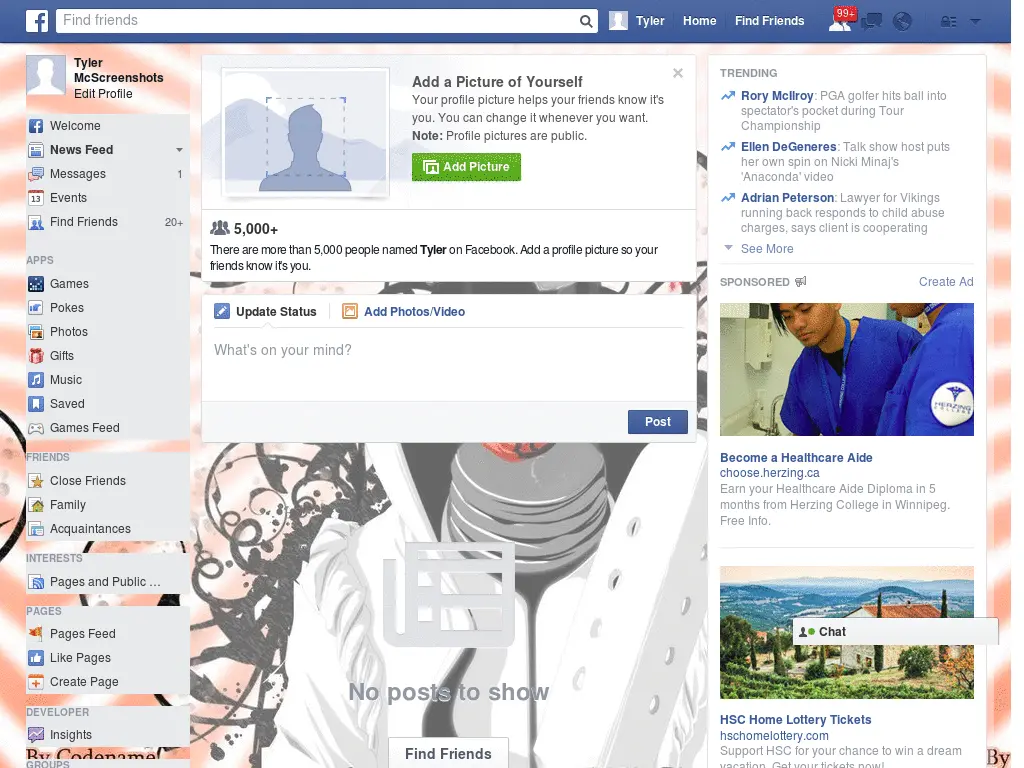 Find friends
Tyler
Home
Find Friends
99+
Tyler
McScreenshots
Edit Profile
Welcome
News Feed
Messages 1
13 Events
Find Friends 20+
APPS
Games
Pokes
Photos
Gifts
Music
Saved
Games Feed
FRIENDS
Close Friends
Family
Acquaintances
INTERESTS
Pages and Public ...
PAGES
Pages Feed
Like Pages
Create Page
DEVELOPER
Insights
By Codename!
GROUPS
Add a Picture of Yourself
Your profile picture helps your friends know it's
you. You can change it whenever you want.
Note: Profile pictures are public.
Add Picture
5,000+
There are more than 5,000 people named Tyler on Facebook. Add a profile picture so your
friends know it's you.
Update Status
Add Photos/Video
What's on your mind?
Post
No posts to show
Find Friends
TRENDING
Rory McIlroy: PGA golfer hits ball into
spectator's pocket during Tour
Championship
Ellen DeGeneres: Talk show host puts
her own spin on Nicki Minaj's
'Anaconda' video
Adrian Peterson: Lawyer for Vikings
running back responds to child abuse
charges, says client is cooperating
See More
SPONSORED
Create Ad
HERZING
COLLEGE
Become a Healthcare Aide
choose.herzing.ca
Earn your Healthcare Aide Diploma in 5
months from Herzing College in Winnipeg.
Free Info.
Chat
HSC Home Lottery Tickets
hschomelottery.com
Support HSC for your chance to win a dream
vacation. Get your tickets now!
By